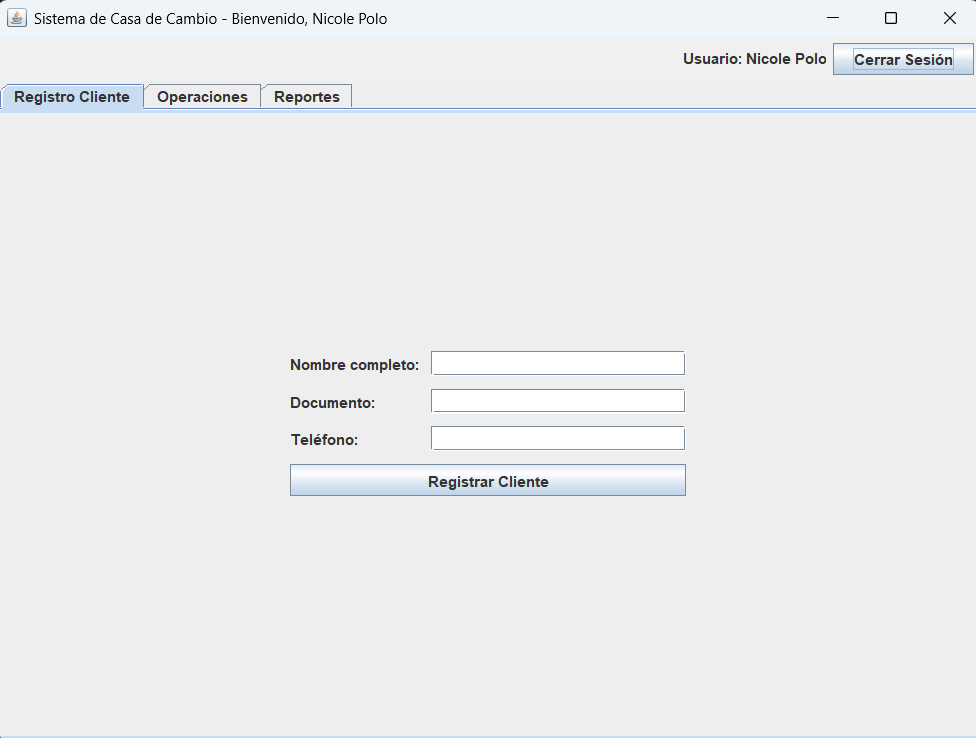 Sistema de Casa de Cambio - Bienvenido, Nicole Polo
Usuario: Nicole Polo Cerrar Sesión
Registro Cliente Operaciones Reportes
Nombre completo:
Documento:
Teléfono:
Registrar Cliente